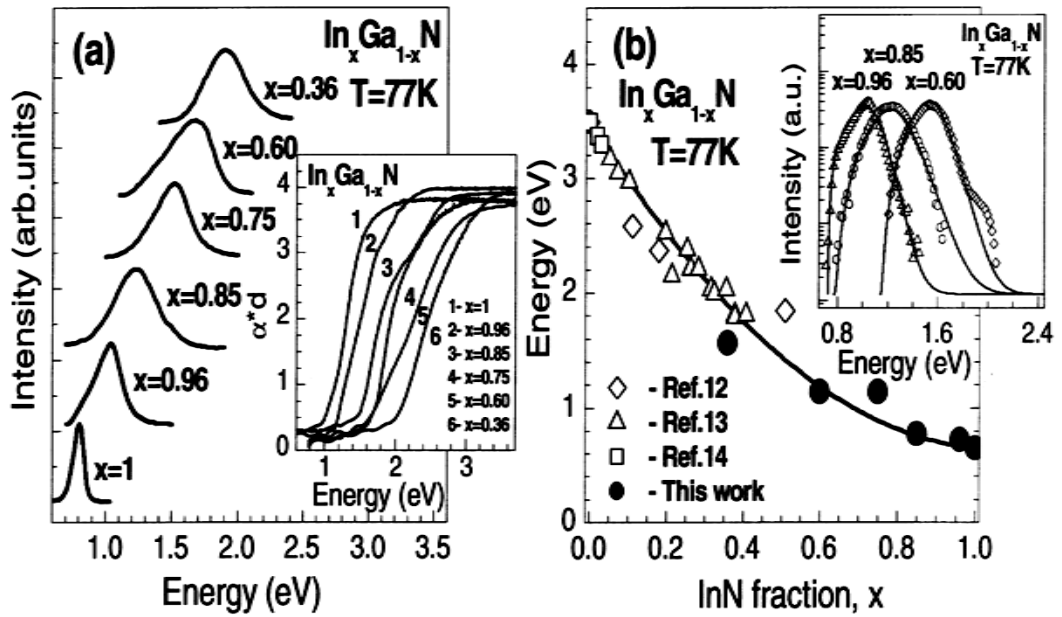 (a)
InxGa1-xN
T=77K
x=0.36
x=0.60
x=0.75
x=0.85
x=0.96
x=1
Intensity (arb.units)
1.0 1.5 2.0 2.5 3.0 3.5
Energy (eV)
InxGa1-xN
α*d
4
3
2
1
0
1
2
3
4
5
6
1- x=1
2- x=0.96
3- x=0.85
4- x=0.75
5- x=0.60
6- x=0.36
1 2 3
Energy (eV)
(b)
InxGa1-xN
T=77K
Energy (eV)
4
3
2
1
0
- Ref.12
- Ref.13
- Ref.14
- This work
0.0 0.2 0.4 0.6 0.8 1.0
InN fraction, x
InxGa1-xN
T=77K
x=0.85
x=0.96 x=0.60
Intensity (a.u.)
0.8 1.6 2.4
Energy (eV)